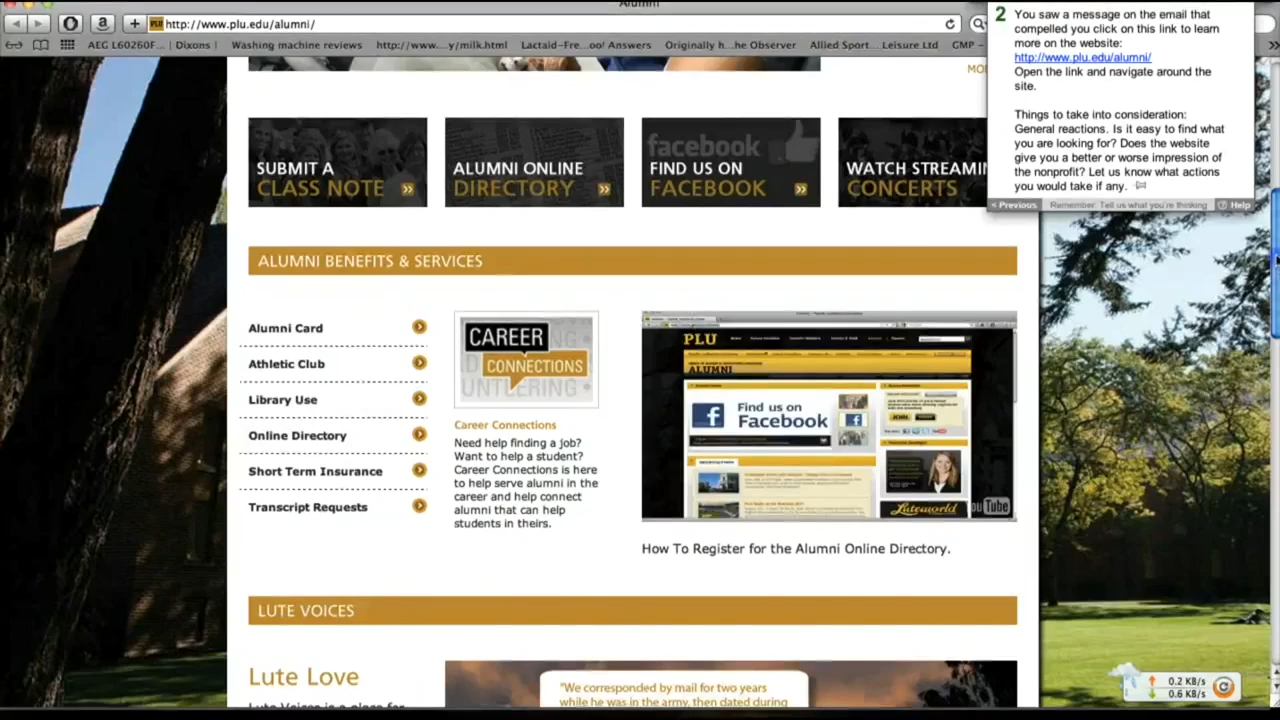 Alumni
PLU http://www.plu.edu/alumni/
AEG L60260F... | Dixons | Washing machine reviews http://www....y/milk.html Lactaid-Fre...oo! Answers Originally h...he Observer Allied Sport... Leisure Ltd GMP –
2 You saw a message on the email that
compelled you click on this link to learn
more on the website:
http://www.plu.edu/alumni/
Open the link and navigate around the
site.
Things to take into consideration:
General reactions. Is it easy to find what
you are looking for? Does the website
give you a better or worse impression of
the nonprofit? Let us know what actions
you would take if any.
< Previous Remember: Tell us what you're thinking ? Help
SUBMIT A
CLASS NOTE »
ALUMNI ONLINE
DIRECTORY »
facebook
FIND US ON
FACEBOOK »
WATCH STREAMIN
CONCERTS
ALUMNI BENEFITS & SERVICES
Alumni Card
Athletic Club
Library Use
Online Directory
Short Term Insurance
Transcript Requests
CAREER
CONNECTIONS
Career Connections
Need help finding a job?
Want to help a student?
Career Connections is here
to help serve alumni in the
career and help connect
alumni that can help
students in theirs.
PLU
ALUMNI
Find us on
Facebook
Luteworld
ouTube
How To Register for the Alumni Online Directory.
LUTE VOICES
Lute Love
Lute Voices is a place for
"We corresponded by mail for two years
while he was in the army, then dated during
0.2 KB/s
0.6 KB/s